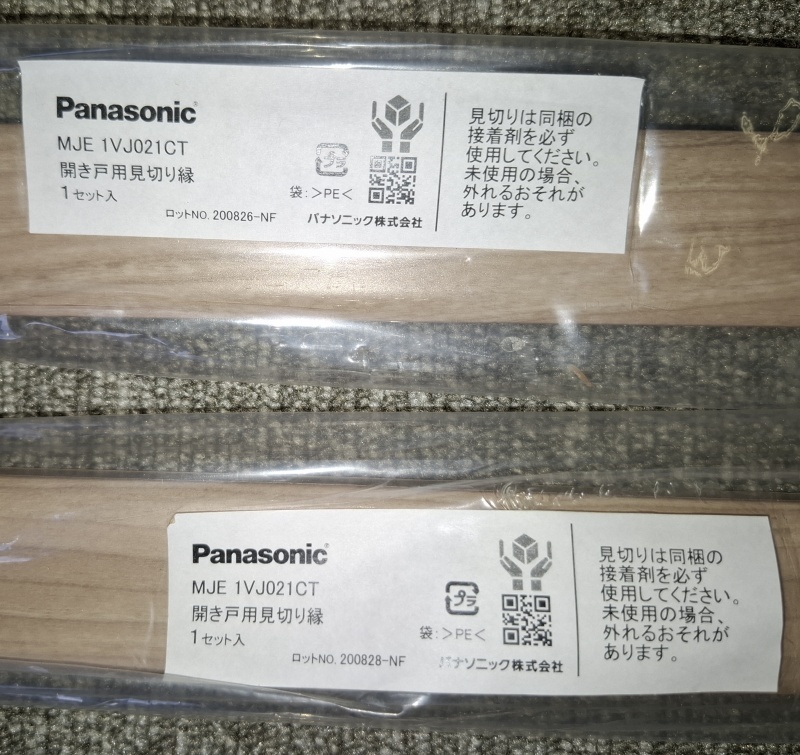 Panasonic
MJE 1VJ021CT
開き戸用見切り縁
1セット入
プラ
袋:>PE<
ロットNO. 200826-NF
パナソニック株式会社
見切りは同梱の
接着剤を必ず
使用してください。
未使用の場合、
外れるおそれが
あります。
Panasonic
MJE 1VJ021CT
開き戸用見切り縁
1セット入
プラ
袋:>PE<
ロットNO. 200828-NF
パナソニック株式会社
見切りは同梱の
接着剤を必ず
使用してください。
未使用の場合、
外れるおそれが
あります。